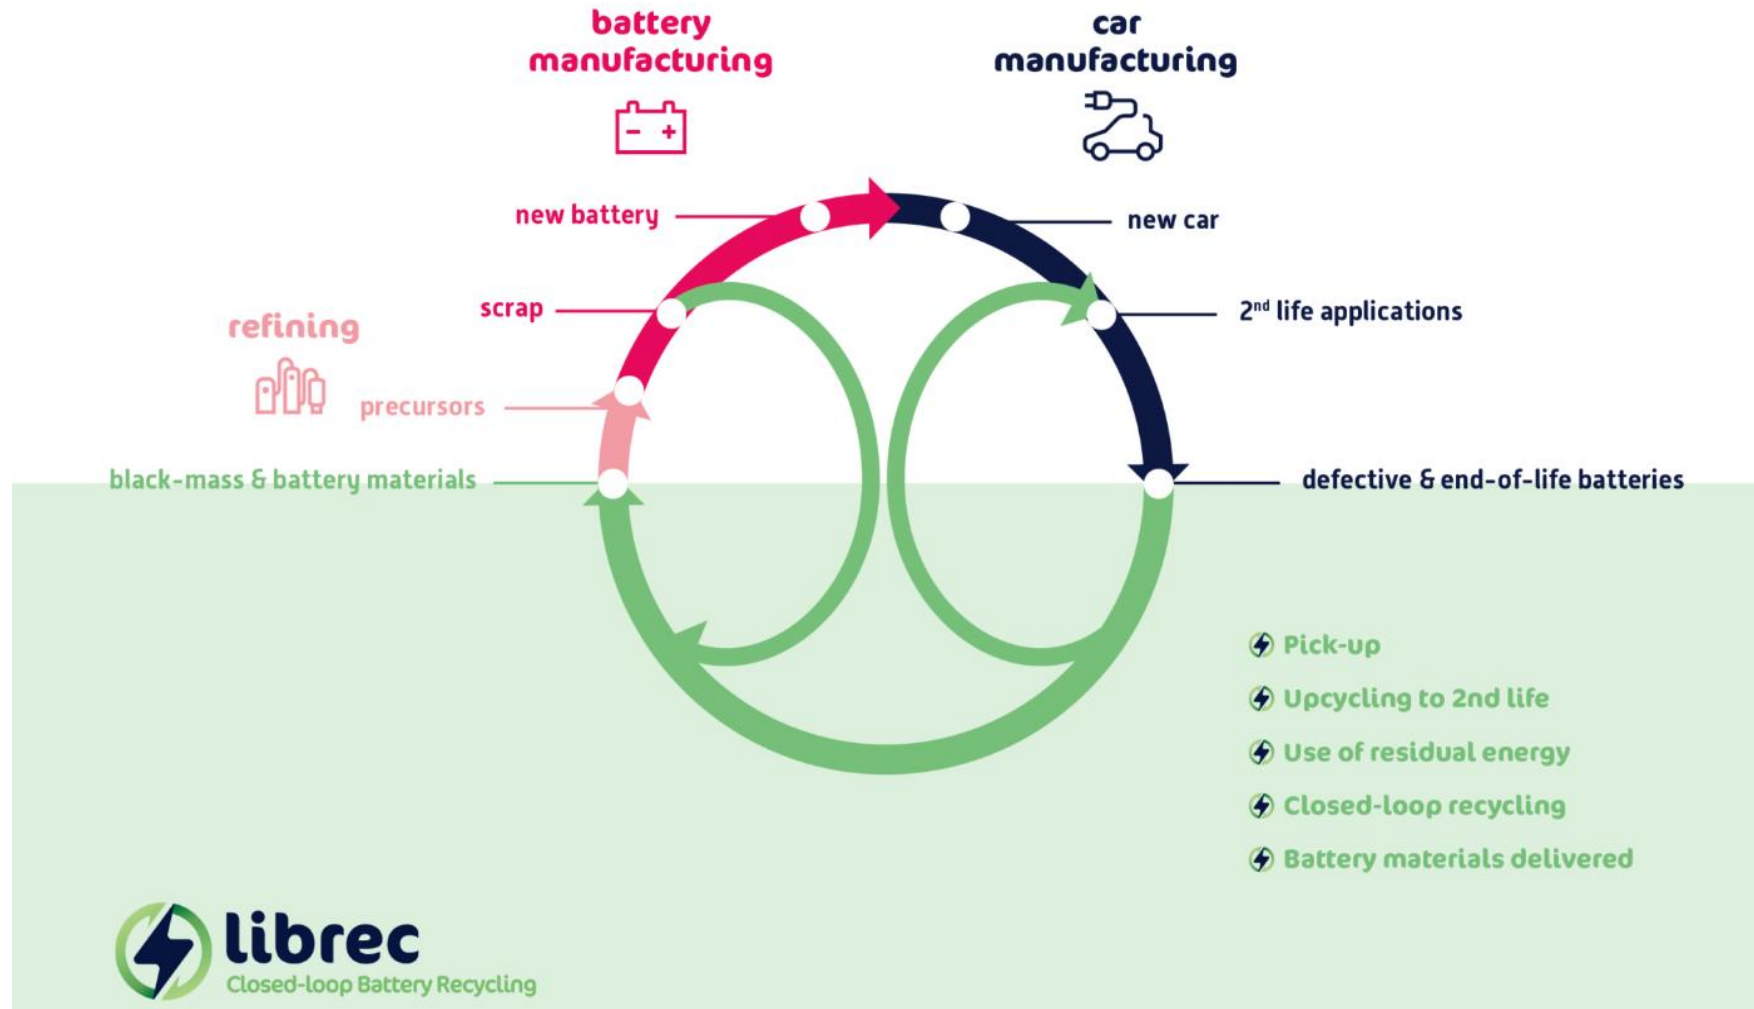 battery
manufacturing
car
manufacturing
new battery
new car
scrap
2nd life applications
refining
precursors
black-mass & battery materials
defective & end-of-life batteries
Pick-up
Upcycling to 2nd life
Use of residual energy
Closed-loop recycling
Battery materials delivered
librec
Closed-loop Battery Recycling